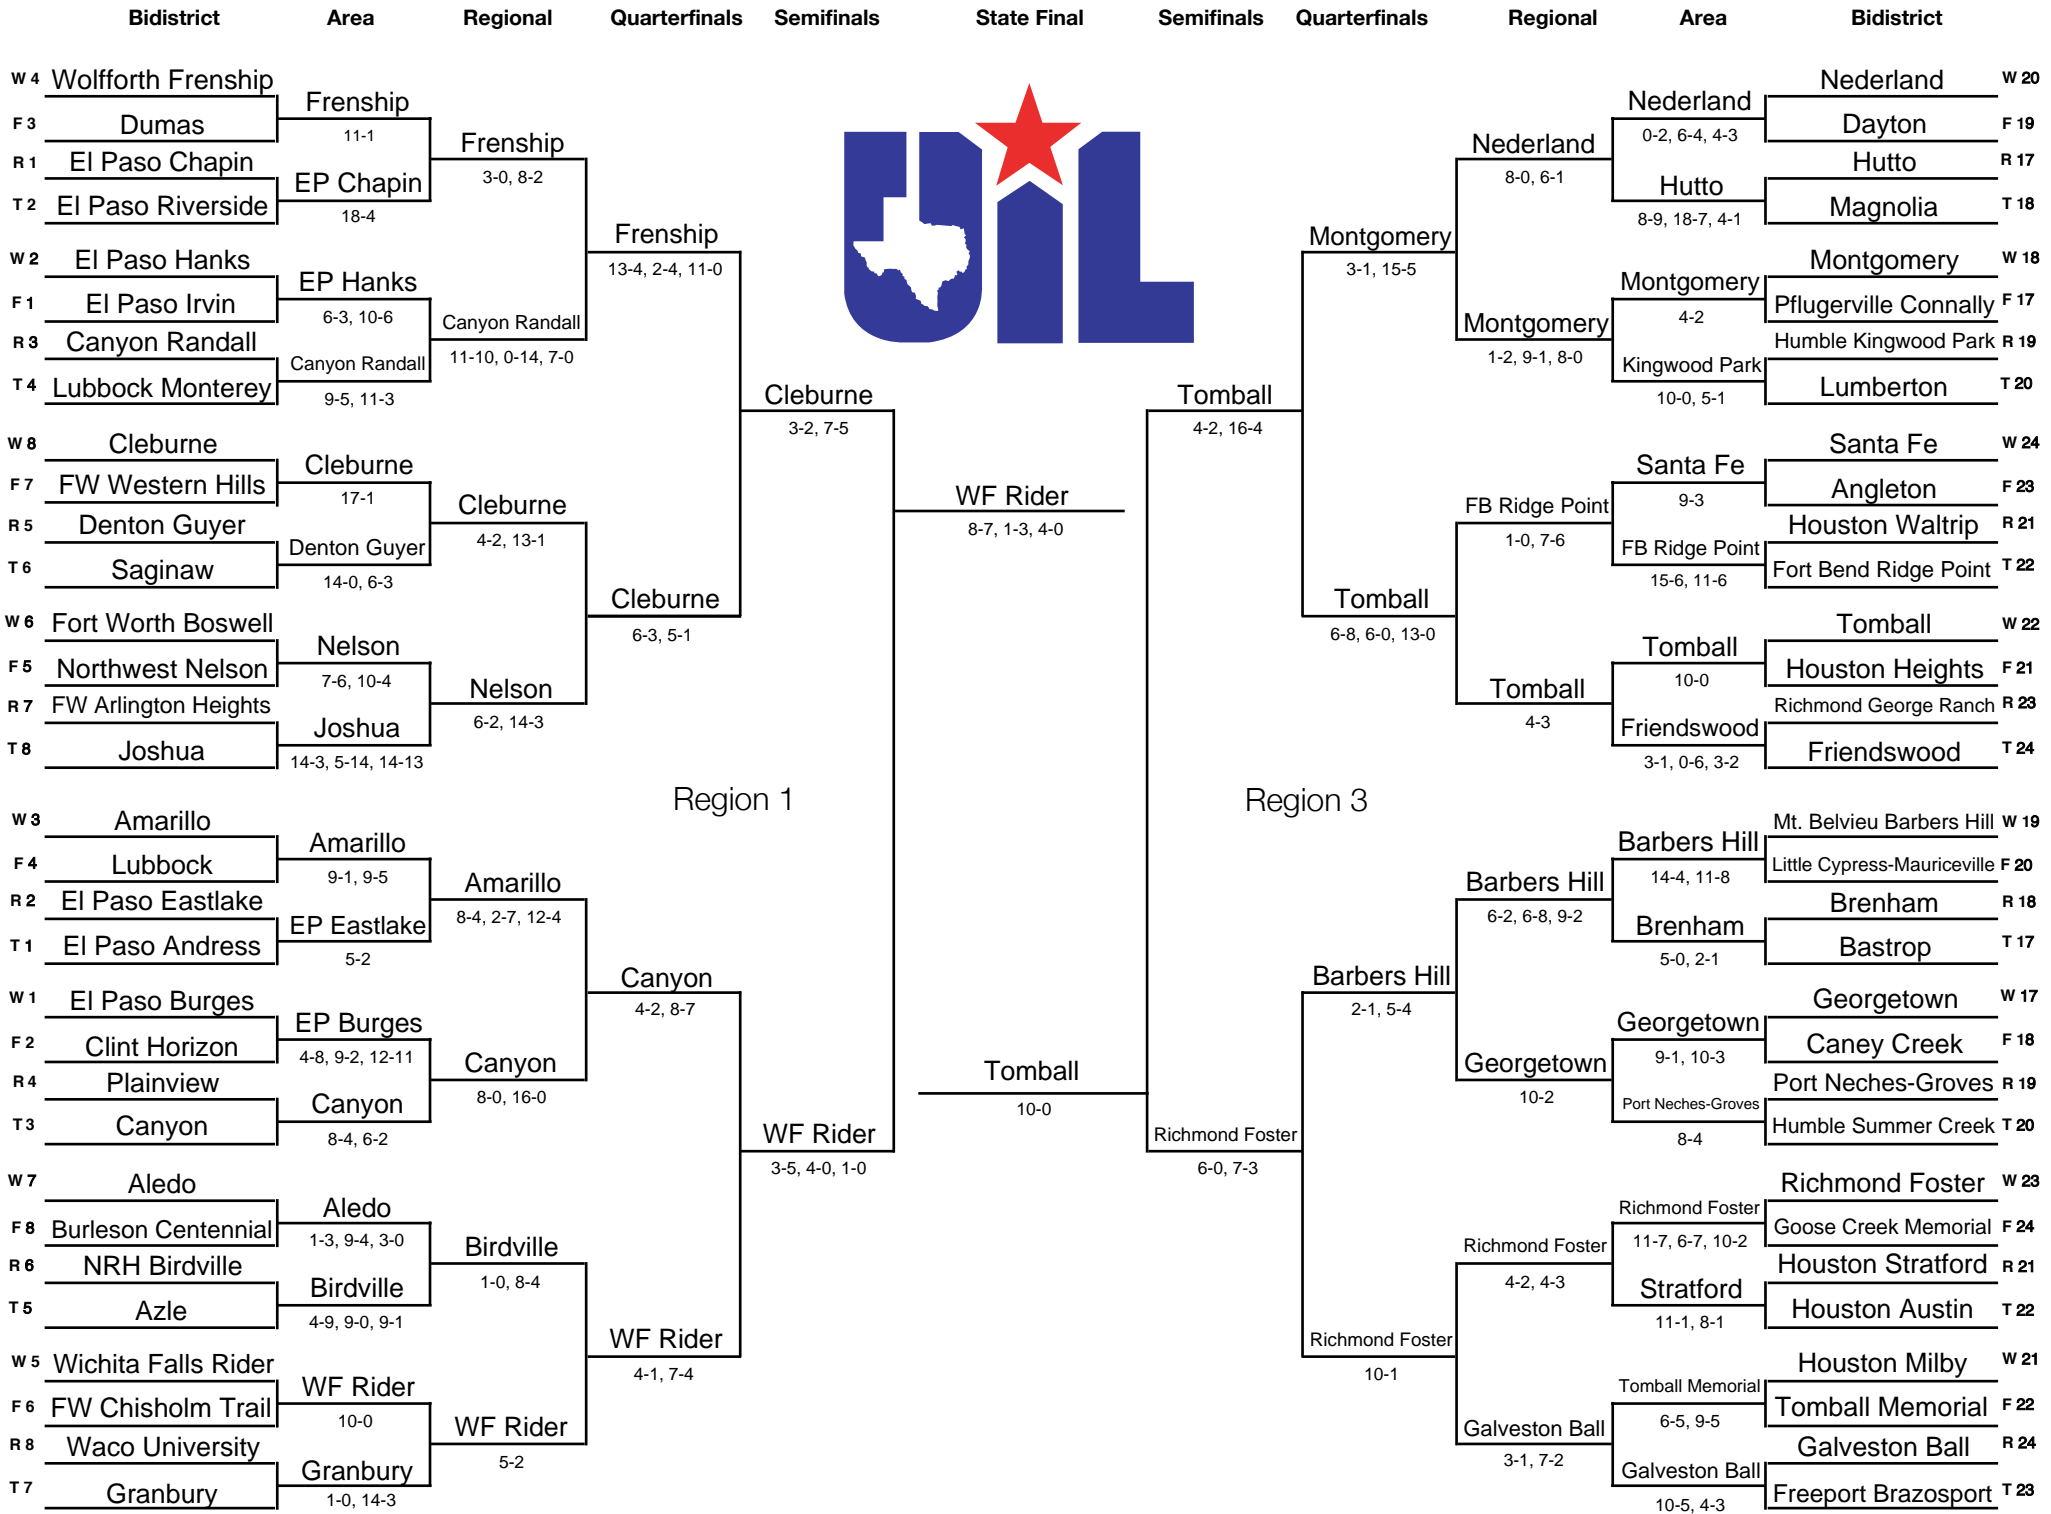 Bidistrict Area Regional Quarterfinals Semifinals State Final Semifinals Quarterfinals Regional Area Bidistrict
W 4 Wolfforth Frenship
F 3 Dumas
R 1 El Paso Chapin
T 2 El Paso Riverside
W 2 El Paso Hanks
F 1 El Paso Irvin
R 3 Canyon Randall
T 4 Lubbock Monterey
W 8 Cleburne
F 7 FW Western Hills
R 5 Denton Guyer
T 6 Saginaw
W 6 Fort Worth Boswell
F 5 Northwest Nelson
R 7 FW Arlington Heights
T 8 Joshua
W 3 Amarillo
F 4 Lubbock
R 2 El Paso Eastlake
T 1 El Paso Andress
W 1 El Paso Burges
F 2 Clint Horizon
R 4 Plainview
T 3 Canyon
W 7 Aledo
F 8 Burleson Centennial
R 6 NRH Birdville
T 5 Azle
W 5 Wichita Falls Rider
F 6 FW Chisholm Trail
R 8 Waco University
T 7 Granbury
Frenship
11-1
EP Chapin
18-4
EP Hanks
6-3, 10-6
Canyon Randall
9-5, 11-3
Cleburne
17-1
Denton Guyer
14-0, 6-3
Nelson
7-6, 10-4
Joshua
14-3, 5-14, 14-13
Amarillo
9-1, 9-5
EP Eastlake
5-2
EP Burges
4-8, 9-2, 12-11
Canyon
8-4, 6-2
Aledo
1-3, 9-4, 3-0
Birdville
4-9, 9-0, 9-1
WF Rider
10-0
Granbury
1-0, 14-3
Frenship
3-0, 8-2
Canyon Randall
11-10, 0-14, 7-0
Cleburne
4-2, 13-1
Nelson
6-2, 14-3
Amarillo
8-4, 2-7, 12-4
Canyon
8-0, 16-0
Birdville
1-0, 8-4
WF Rider
5-2
Frenship
13-4, 2-4, 11-0
Cleburne
6-3, 5-1
Region 1
Canyon
4-2, 8-7
WF Rider
4-1, 7-4
Cleburne
3-2, 7-5
WF Rider
3-5, 4-0, 1-0
UIL
WF Rider
8-7, 1-3, 4-0
Tomball
10-0
Tomball
4-2, 16-4
Richmond Foster
6-0, 7-3
Montgomery
3-1, 15-5
Tomball
6-8, 6-0, 13-0
Region 3
Barbers Hill
2-1, 5-4
Richmond Foster
10-1
Nederland
8-0, 6-1
Montgomery
1-2, 9-1, 8-0
FB Ridge Point
1-0, 7-6
Tomball
4-3
Barbers Hill
6-2, 6-8, 9-2
Georgetown
10-2
Richmond Foster
4-2, 4-3
Galveston Ball
3-1, 7-2
Nederland
0-2, 6-4, 4-3
Hutto
8-9, 18-7, 4-1
Montgomery
4-2
Kingwood Park
10-0, 5-1
Santa Fe
9-3
FB Ridge Point
15-6, 11-6
Tomball
10-0
Friendswood
3-1, 0-6, 3-2
Barbers Hill
14-4, 11-8
Brenham
5-0, 2-1
Georgetown
9-1, 10-3
Port Neches-Groves
8-4
Richmond Foster
11-7, 6-7, 10-2
Stratford
11-1, 8-1
Tomball Memorial
6-5, 9-5
Galveston Ball
10-5, 4-3
Nederland W 20
Dayton F 19
Hutto R 17
Magnolia T 18
Montgomery W 18
Pflugerville Connally F 17
Humble Kingwood Park R 19
Lumberton T 20
Santa Fe W 24
Angleton F 23
Houston Waltrip R 21
Fort Bend Ridge Point T 22
Tomball W 22
Houston Heights F 21
Richmond George Ranch R 23
Friendswood T 24
Mt. Belvieu Barbers Hill W 19
Little Cypress-Mauriceville F 20
Brenham R 18
Bastrop T 17
Georgetown W 17
Caney Creek F 18
Port Neches-Groves R 19
Humble Summer Creek T 20
Richmond Foster W 23
Goose Creek Memorial F 24
Houston Stratford R 21
Houston Austin T 22
Houston Milby W 21
Tomball Memorial F 22
Galveston Ball R 24
Freeport Brazosport T 23